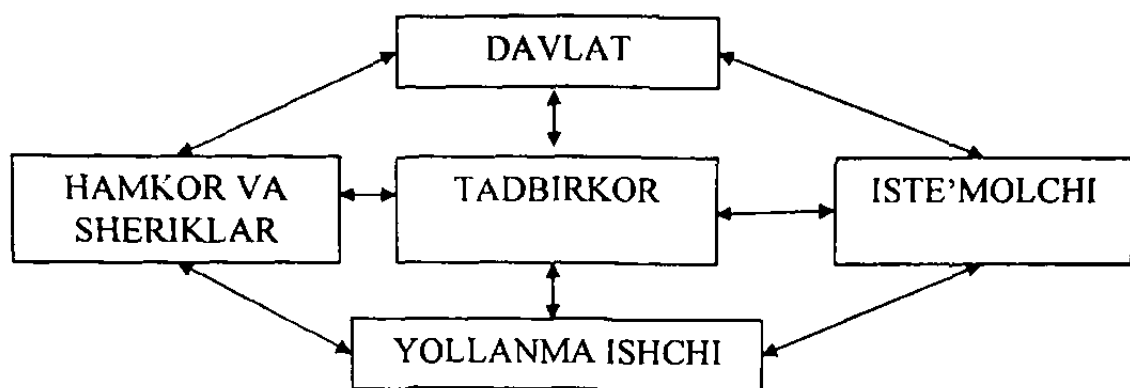 DAVLAT
HAMKOR VA
SHERIKLAR
TADBIRKOR
ISTE’MOLCHI
YOLLANMA ISHCHI